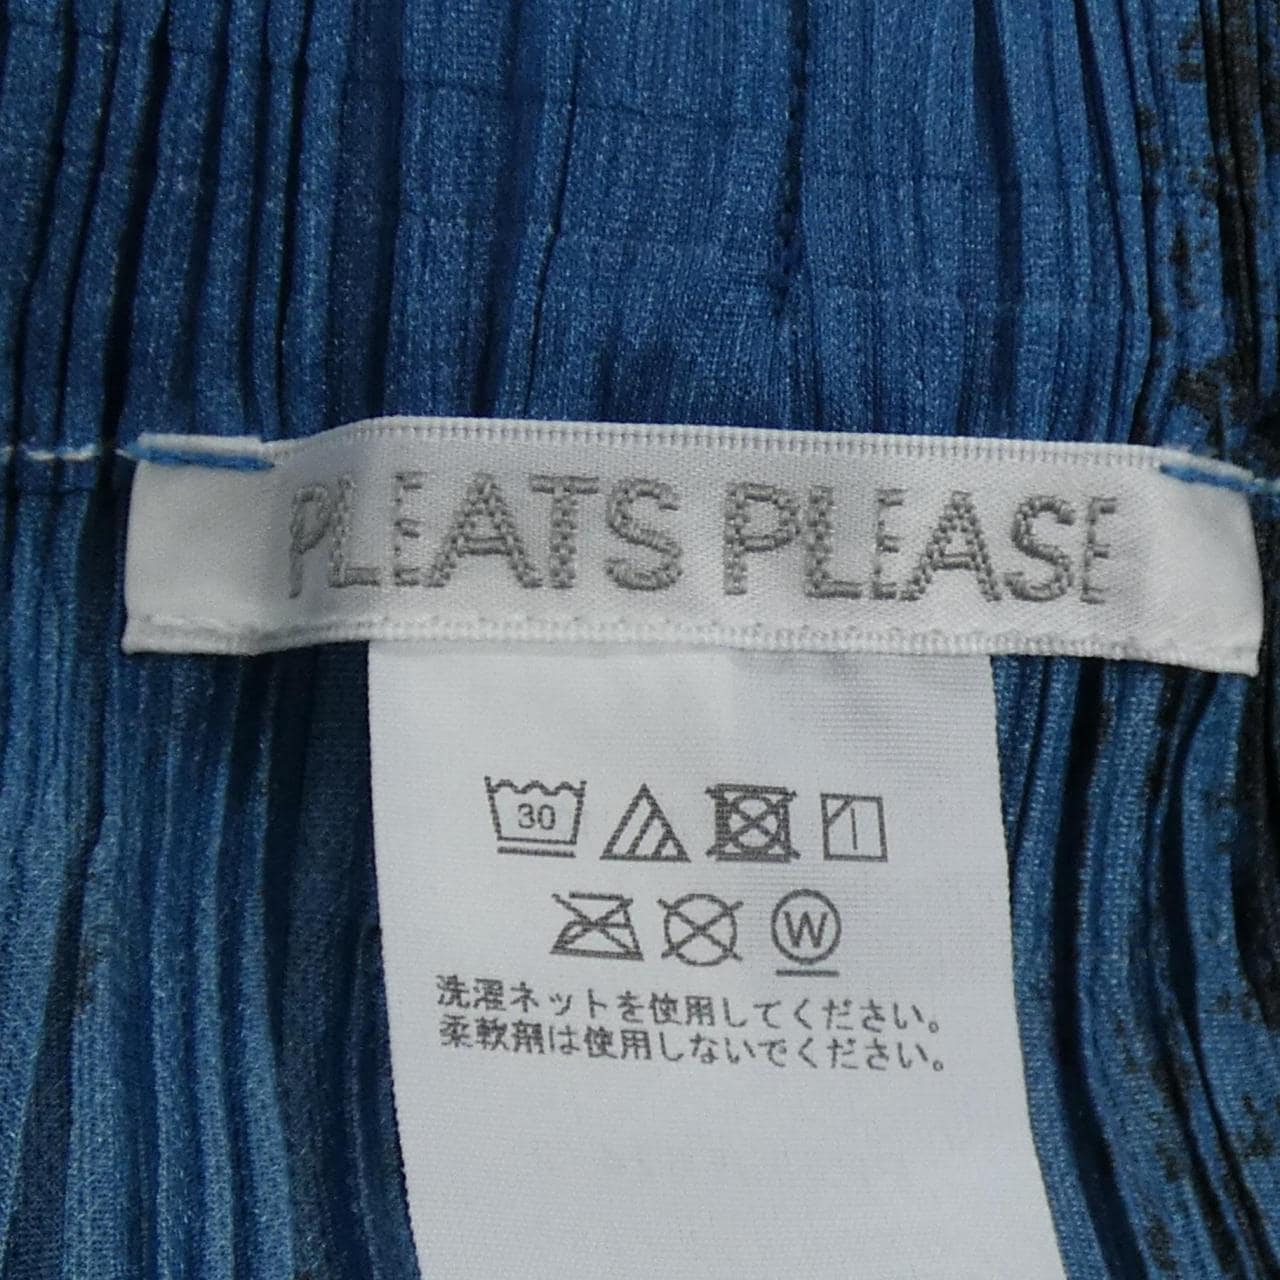 PLEATS PLEASE
30
W
洗濯ネットを使用してください。
柔軟剤は使用しないでください。